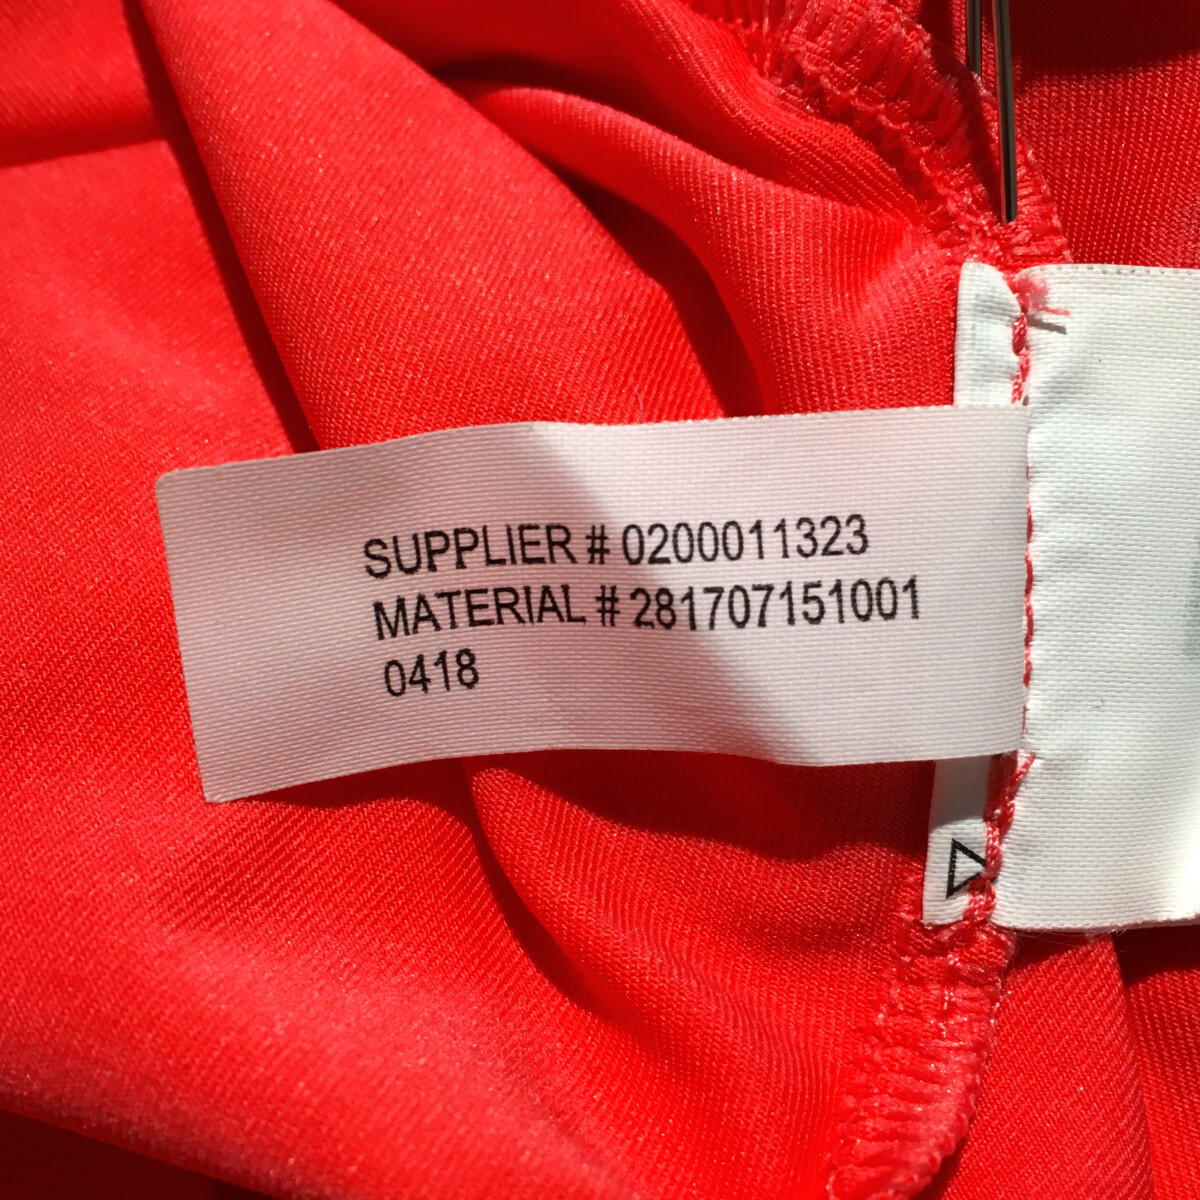 SUPPLIER # 0200011323
MATERIAL # 281707151001
0418